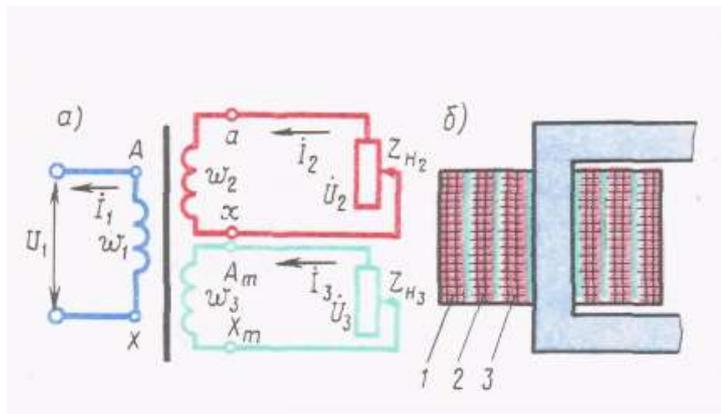 а)
A
U₁
İ₁
w₁
X
a
İ₂
w₂
U̇₂
Zн₂
x
Aₘ
İ₃
w₃
U̇₃
Zн₃
Xₘ
б)
1 2 3